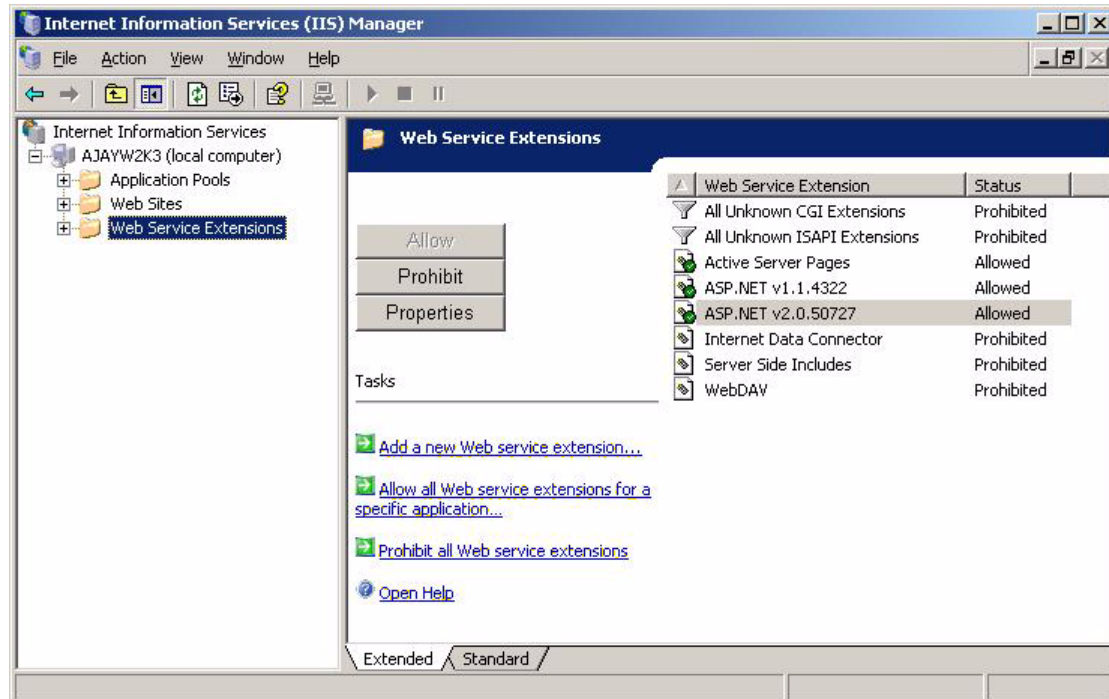 Internet Information Services (IIS) Manager
File Action View Window Help
Internet Information Services
AJAYW2K3 (local computer)
Application Pools
Web Sites
Web Service Extensions
Web Service Extensions
Allow
Prohibit
Properties
Tasks
Add a new Web service extension...
Allow all Web service extensions for a
specific application...
Prohibit all Web service extensions
Open Help
Web Service Extension Status
All Unknown CGI Extensions Prohibited
All Unknown ISAPI Extensions Prohibited
Active Server Pages Allowed
ASP.NET v1.1.4322 Allowed
ASP.NET v2.0.50727 Allowed
Internet Data Connector Prohibited
Server Side Includes Prohibited
WebDAV Prohibited
Extended Standard